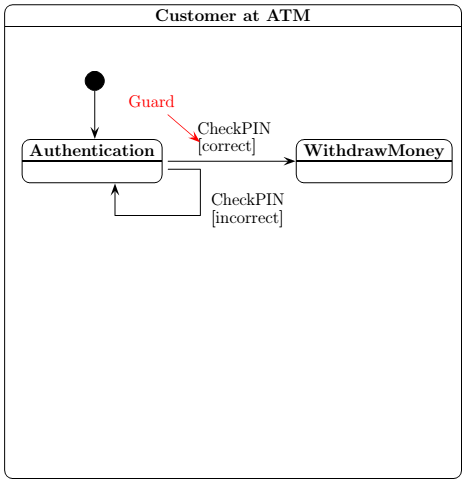 Customer at ATM
Guard
CheckPIN
[correct]
Authentication
WithdrawMoney
CheckPIN
[incorrect]